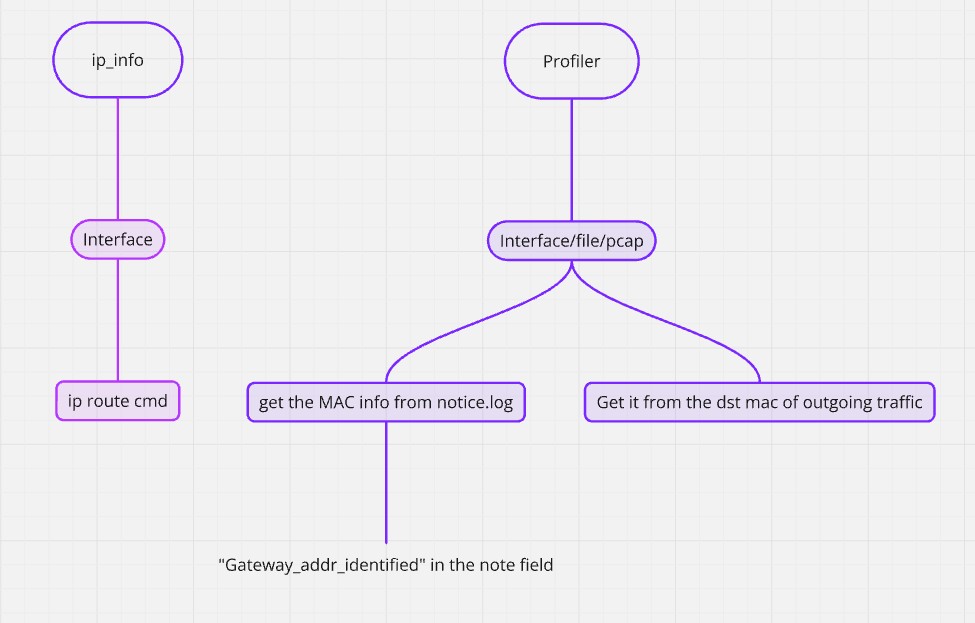 ip_info
Profiler
Interface
Interface/file/pcap
ip route cmd
get the MAC info from notice.log
Get it from the dst mac of outgoing traffic
"Gateway_addr_identified" in the note field